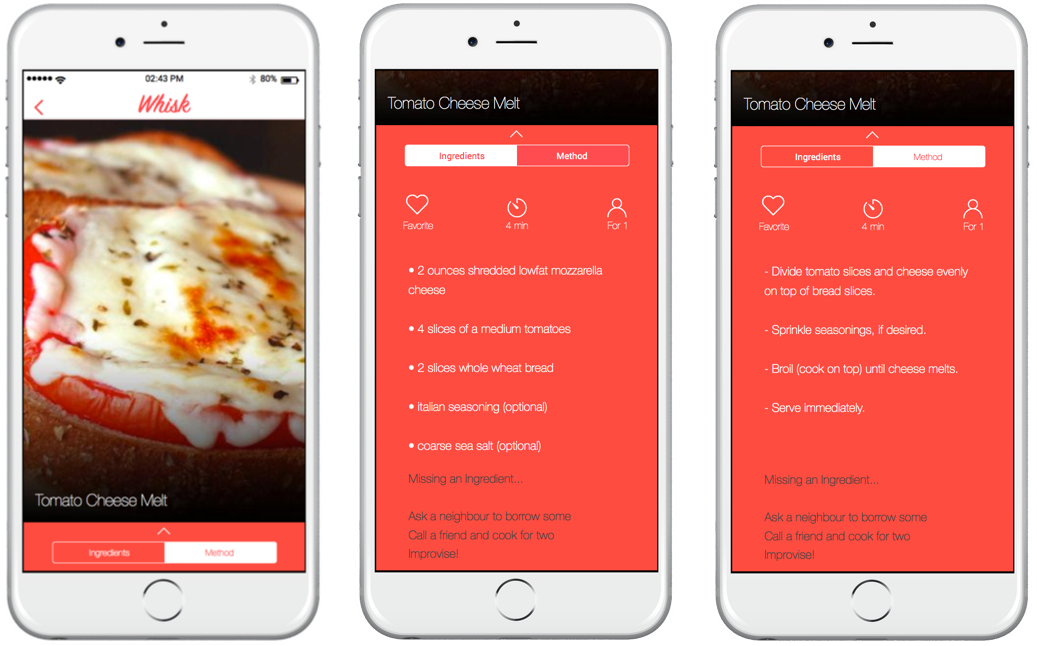 02:43 PM
80%
Whisk
Tomato Cheese Melt
Ingredients
Method
Tomato Cheese Melt
Ingredients
Method
Favorite
4 min
For 1
• 2 ounces shredded lowfat mozzarella
cheese
• 4 slices of a medium tomatoes
• 2 slices whole wheat bread
• italian seasoning (optional)
• coarse sea salt (optional)
Missing an Ingredient...
Ask a neighbour to borrow some
Call a friend and cook for two
Improvise!
Tomato Cheese Melt
Ingredients
Method
Favorite
4 min
For 1
- Divide tomato slices and cheese evenly
on top of bread slices.
- Sprinkle seasonings, if desired.
- Broil (cook on top) until cheese melts.
- Serve immediately.
Missing an Ingredient...
Ask a neighbour to borrow some
Call a friend and cook for two
Improvise!